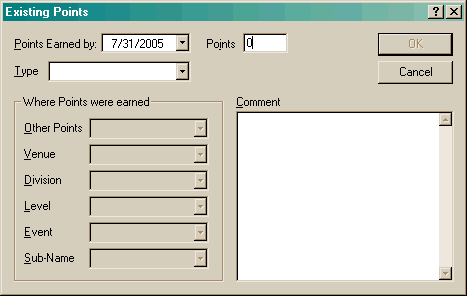 Existing Points
Points Earned by: 7/31/2005 Points 0 OK
Type Cancel
Where Points were earned Comment
Other Points
Venue
Division
Level
Event
Sub-Name